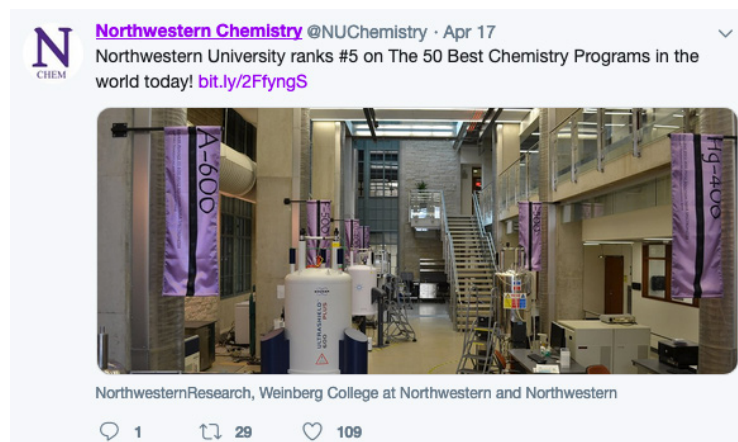 N
CHEM
Northwestern Chemistry @NUChemistry · Apr 17
Northwestern University ranks #5 on The 50 Best Chemistry Programs in the
world today! bit.ly/2FfyngS
A-600
Hg-400
ULTRASHIELD
600 PLUS
NorthwesternResearch, Weinberg College at Northwestern and Northwestern
1 29 109